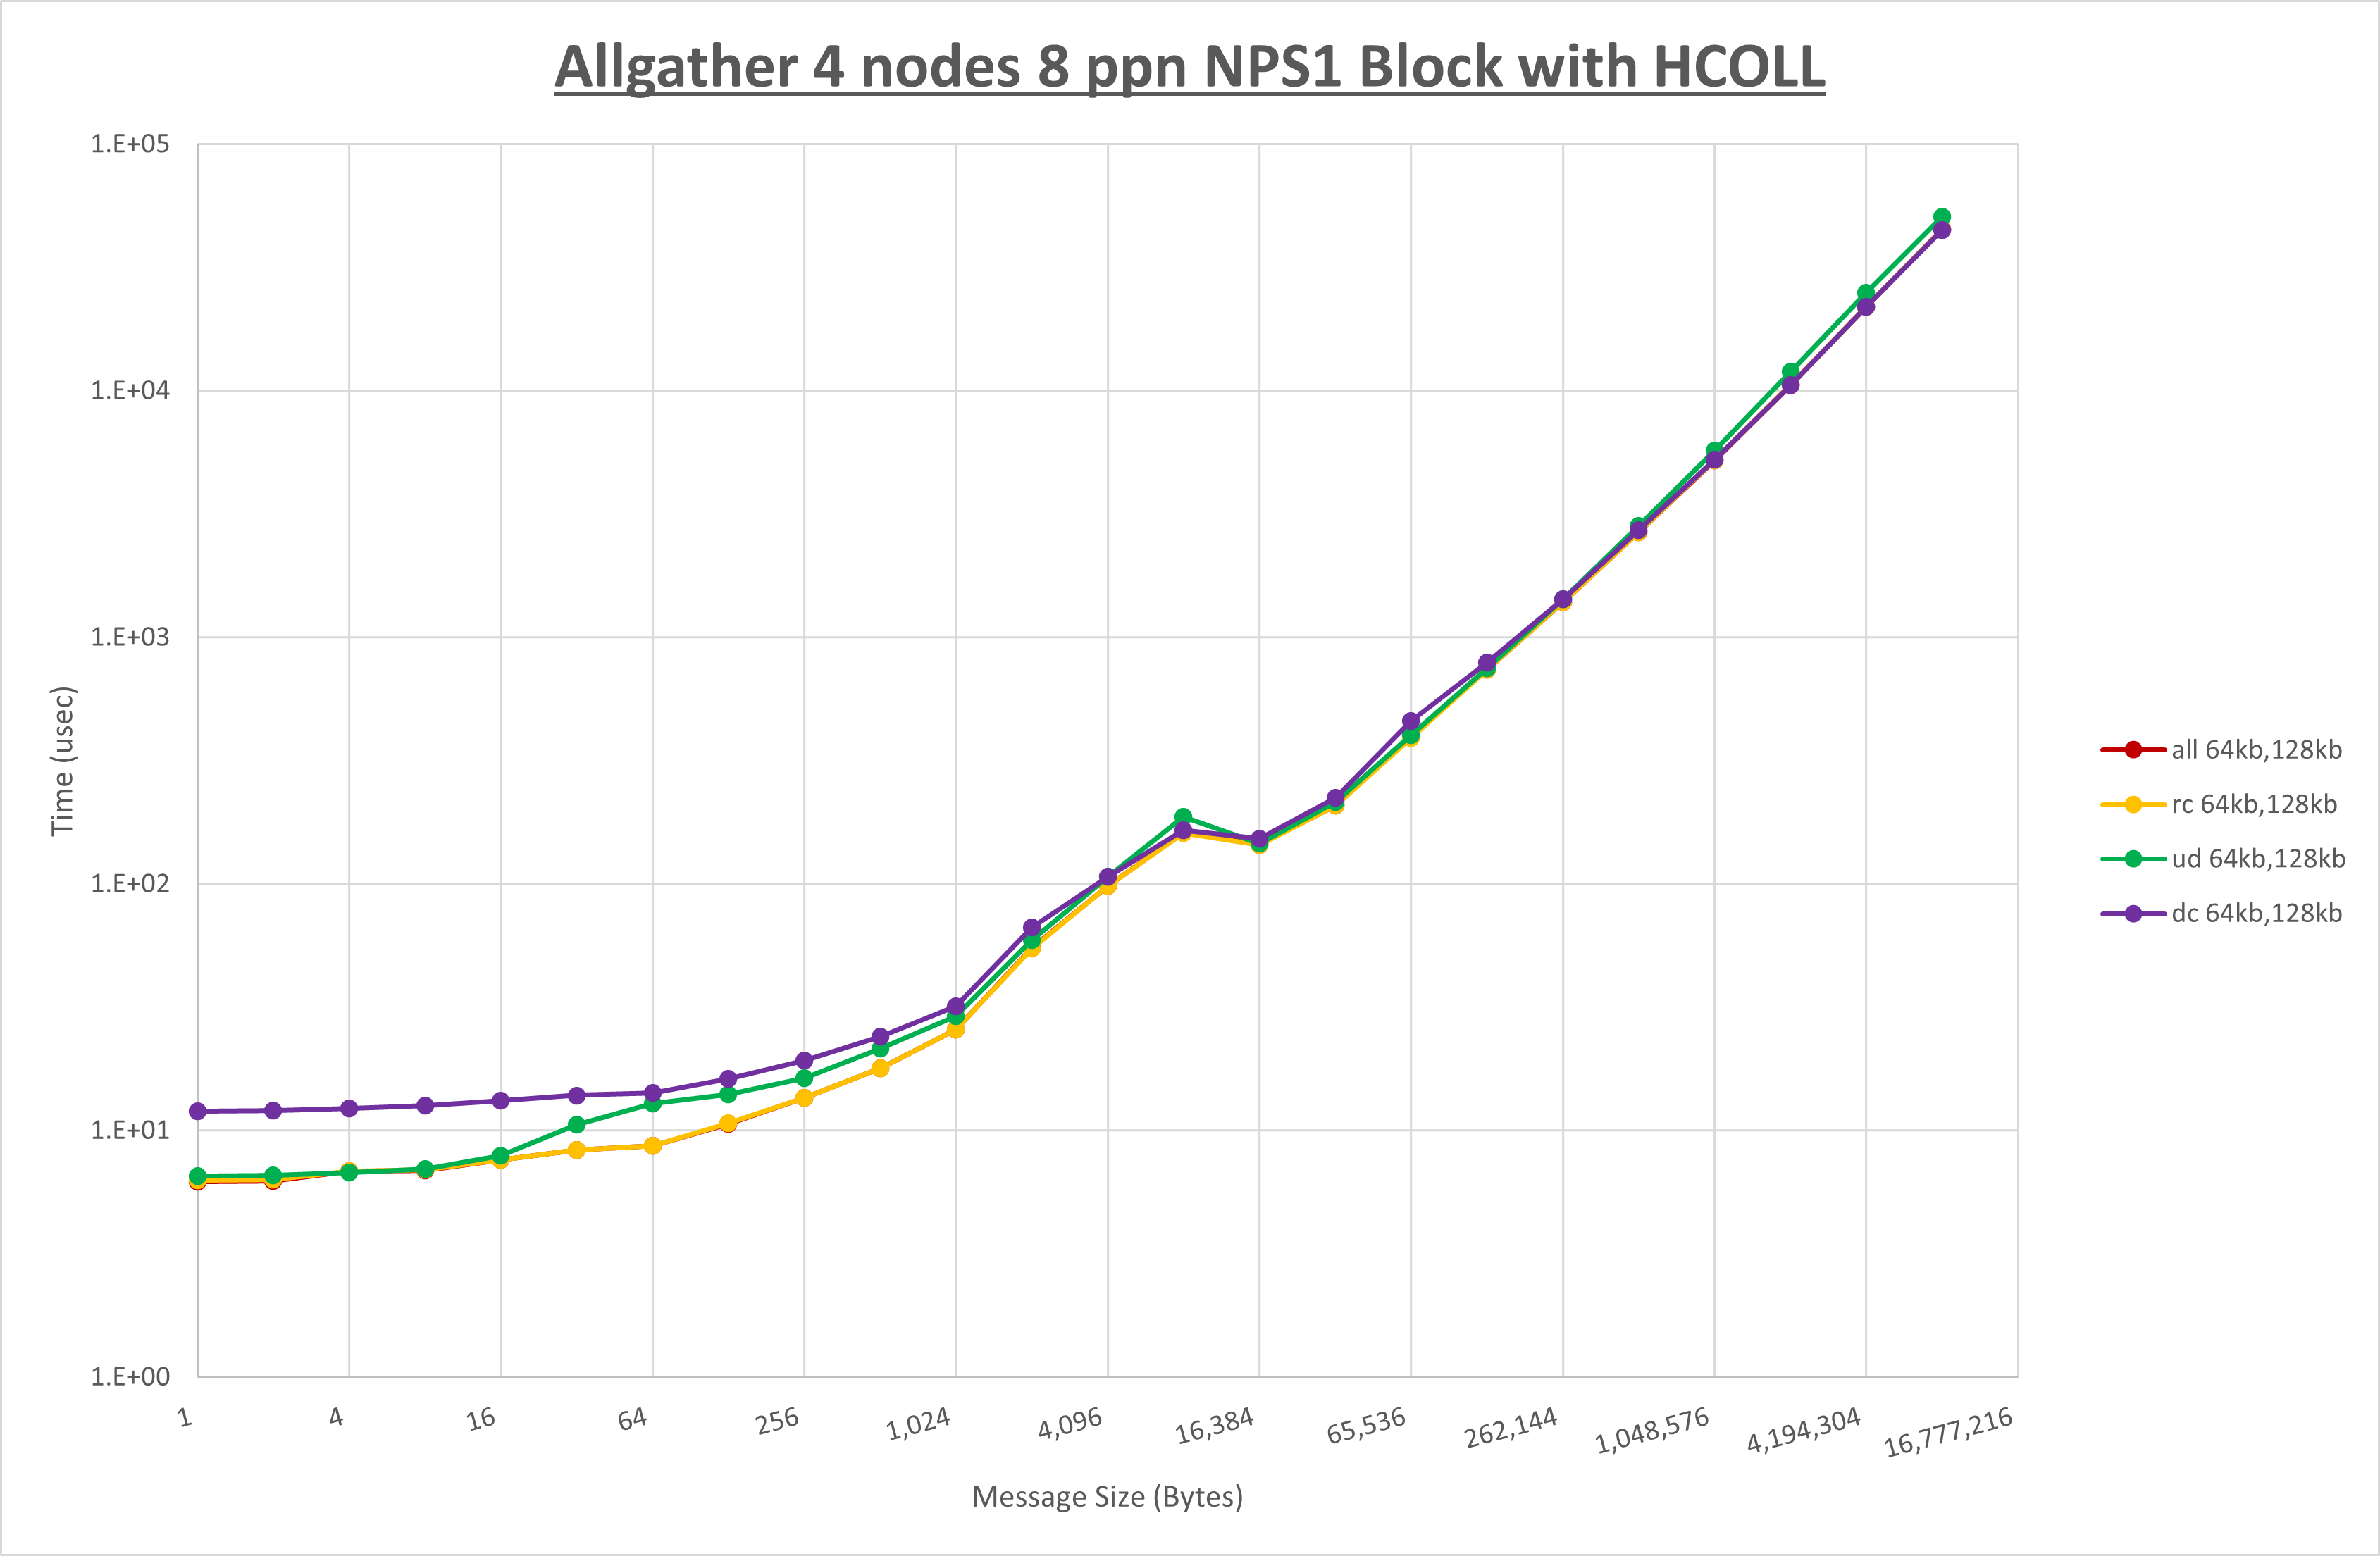 Allgather 4 nodes 8 ppn NPS1 Block with HCOLL
1.E+05
1.E+04
1.E+03
1.E+02
1.E+01
1.E+00
Time (usec)
1
4
16
64
256
1,024
4,096
16,384
65,536
262,144
1,048,576
4,194,304
16,777,216
Message Size (Bytes)
all 64kb,128kb
rc 64kb,128kb
ud 64kb,128kb
dc 64kb,128kb